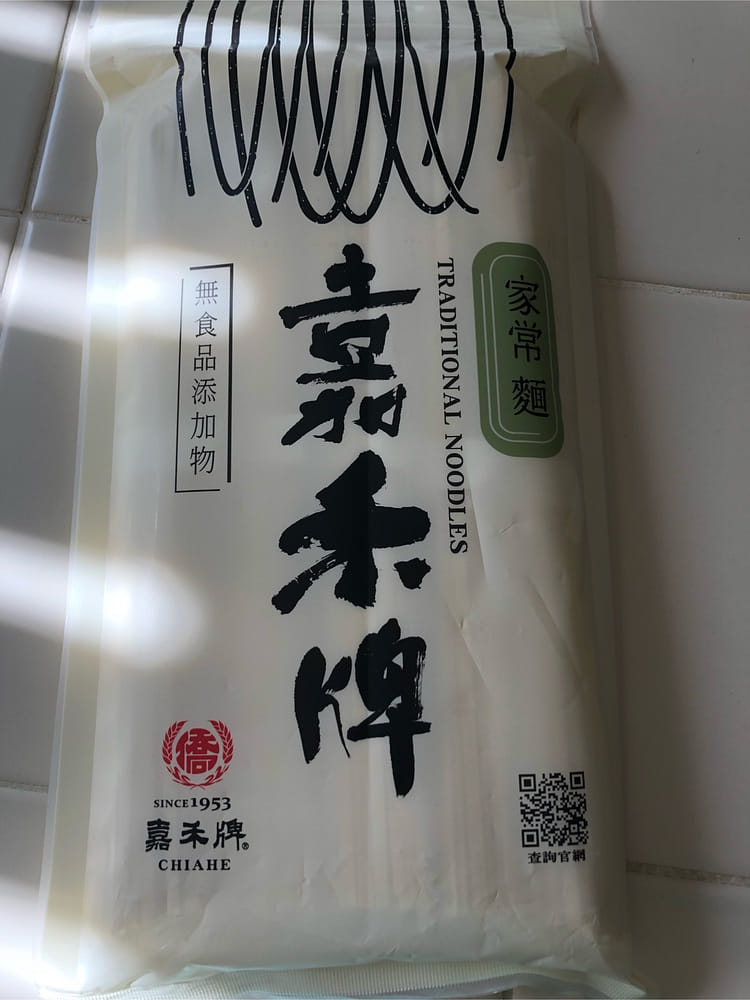 家常麵
TRADITIONAL NOODLES
嘉禾牌
無食品添加物
僑
SINCE 1953
嘉禾牌®
CHIAHE
查詢官網